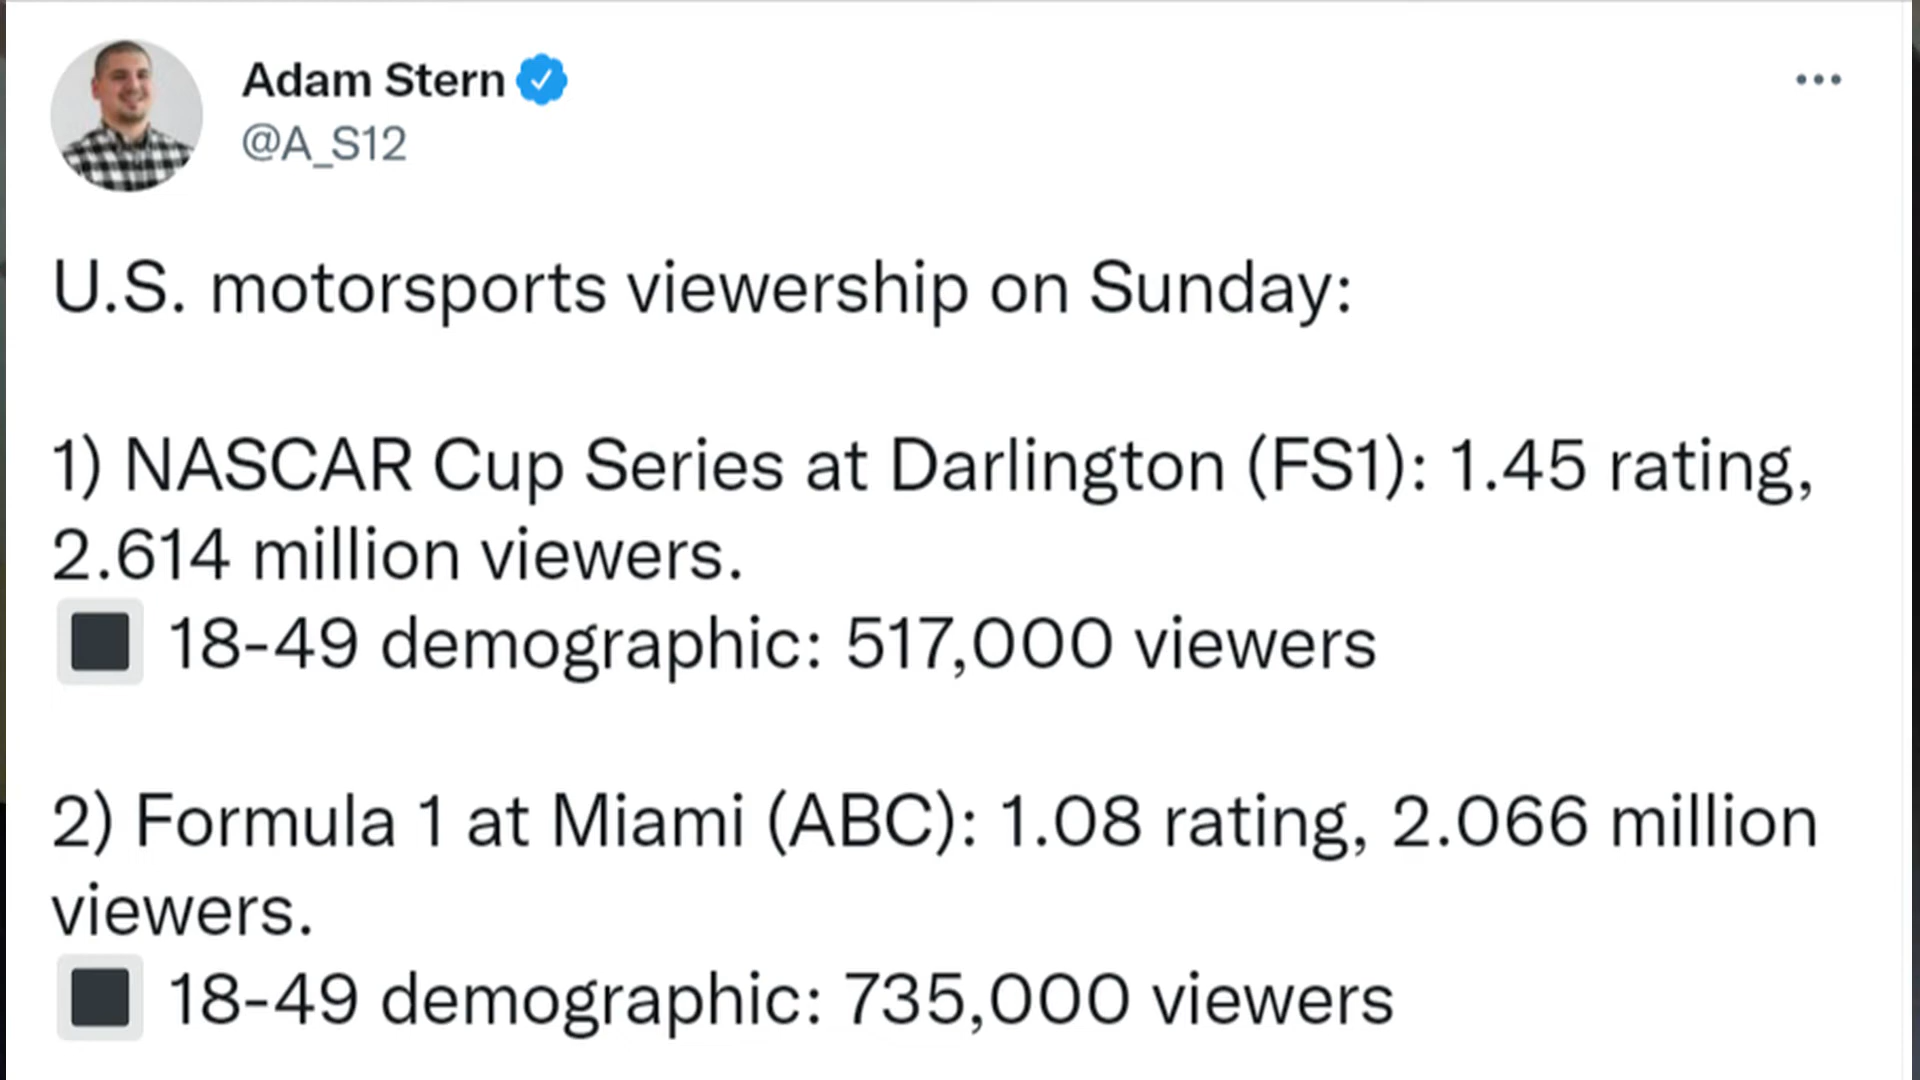 Adam Stern
@A_S12
U.S. motorsports viewership on Sunday:
1) NASCAR Cup Series at Darlington (FS1): 1.45 rating,
2.614 million viewers.
18-49 demographic: 517,000 viewers
2) Formula 1 at Miami (ABC): 1.08 rating, 2.066 million
viewers.
18-49 demographic: 735,000 viewers